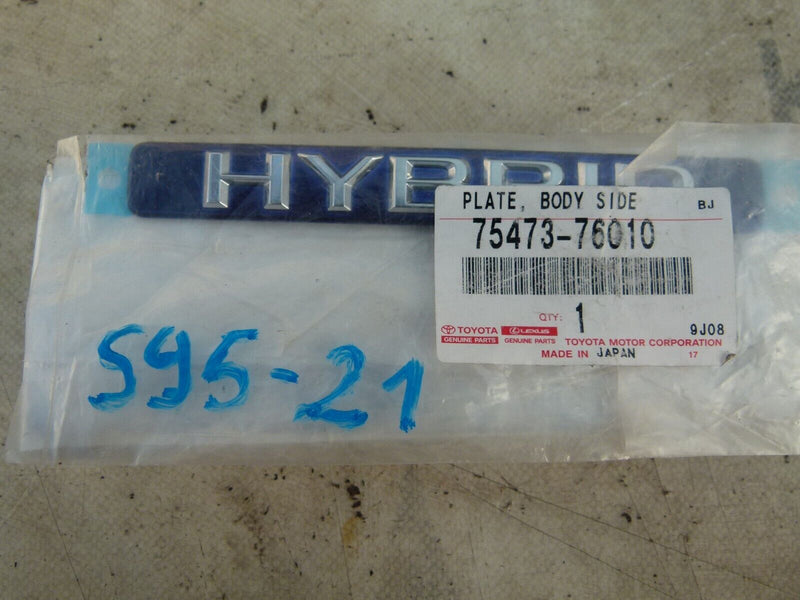 HYBRID
PLATE, BODY SIDE BJ
75473-76010
QTY: 1 9J08
TOYOTA LEXUS TOYOTA MOTOR CORPORATION
GENUINE PARTS GENUINE PARTS MADE IN JAPAN 17
595-21